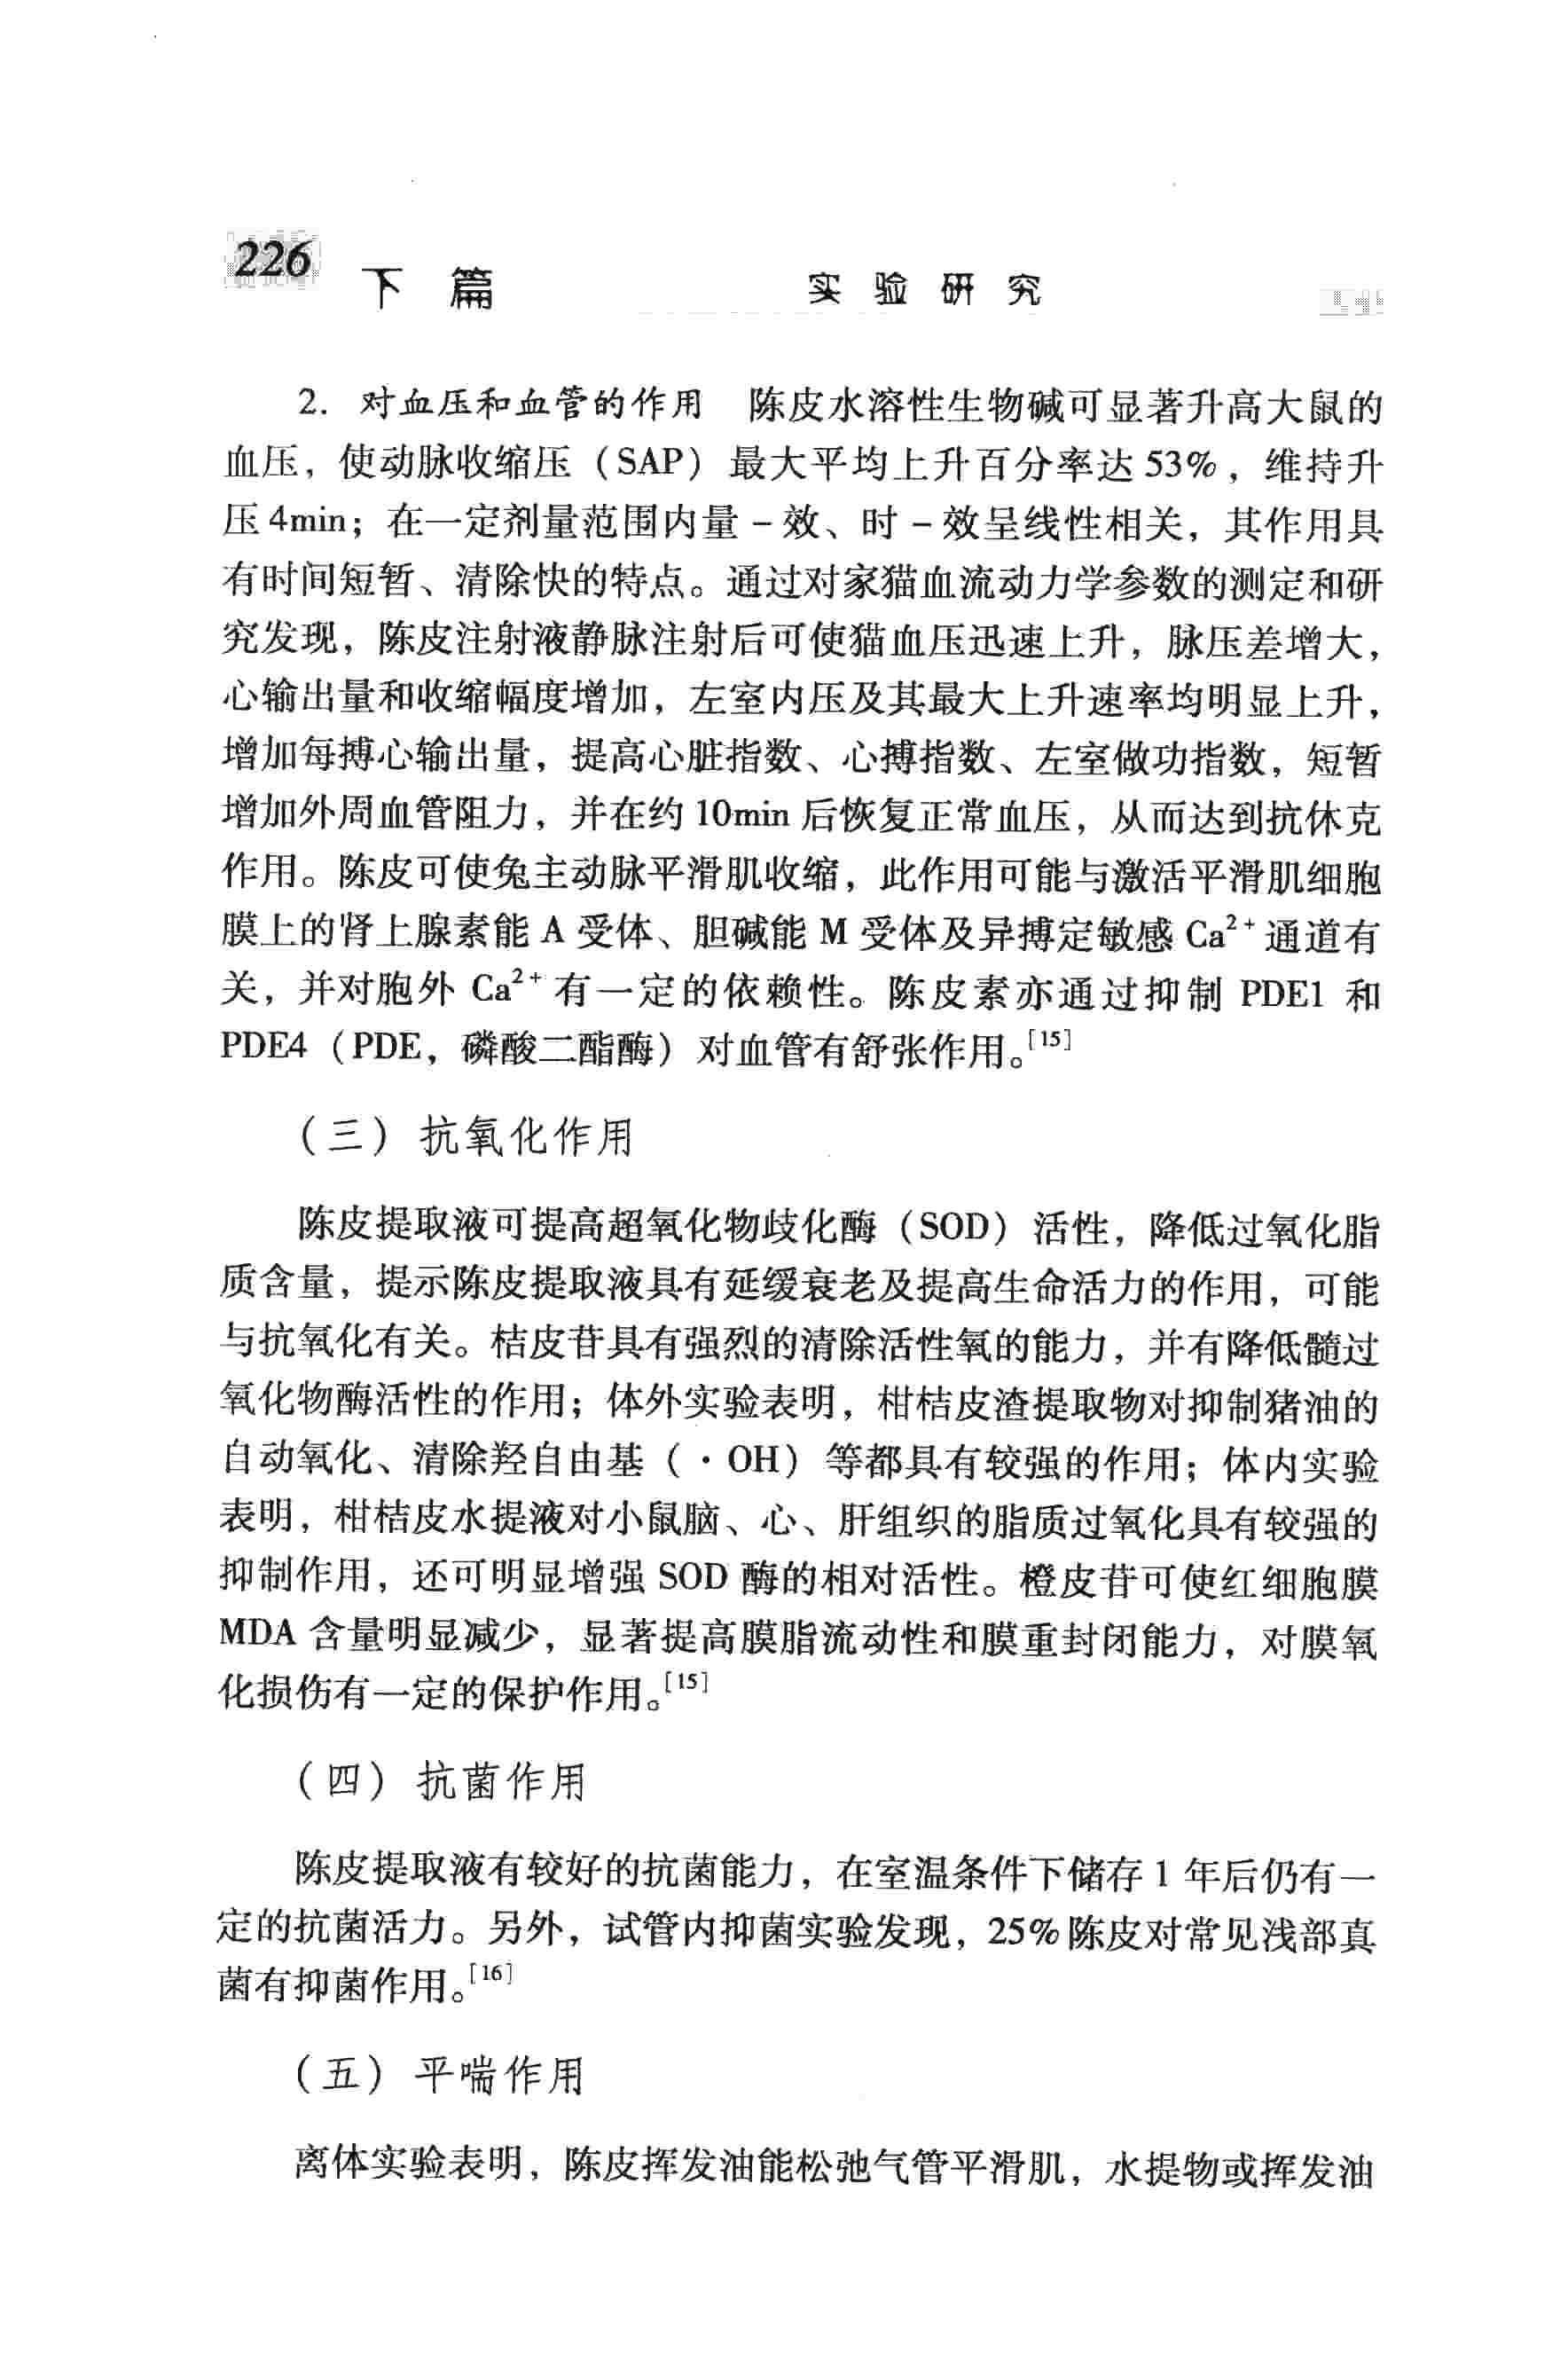 226
下 篇 实 验 研 究
2. 对血压和血管的作用 陈皮水溶性生物碱可显著升高大鼠的
血压，使动脉收缩压（SAP）最大平均上升百分率达 53%，维持升
压 4min；在一定剂量范围内量－效、时－效呈线性相关，其作用具
有时间短暂、清除快的特点。通过对家猫血流动力学参数的测定和研
究发现，陈皮注射液静脉注射后可使猫血压迅速上升，脉压差增大，
心输出量和收缩幅度增加，左室内压及其最大上升速率均明显上升，
增加每搏心输出量，提高心脏指数、心搏指数、左室做功指数，短暂
增加外周血管阻力，并在约 10min 后恢复正常血压，从而达到抗休克
作用。陈皮可使兔主动脉平滑肌收缩，此作用可能与激活平滑肌细胞
膜上的肾上腺素能 A 受体、胆碱能 M 受体及异搏定敏感 Ca²⁺ 通道有
关，并对胞外 Ca²⁺ 有一定的依赖性。陈皮素亦通过抑制 PDE1 和
PDE4（PDE，磷酸二酯酶）对血管有舒张作用。[15]
（三）抗氧化作用
陈皮提取液可提高超氧化物歧化酶（SOD）活性，降低过氧化脂
质含量，提示陈皮提取液具有延缓衰老及提高生命活力的作用，可能
与抗氧化有关。桔皮苷具有强烈的清除活性氧的能力，并有降低髓过
氧化物酶活性的作用；体外实验表明，柑桔皮渣提取物对抑制猪油的
自动氧化、清除羟自由基（·OH）等都具有较强的作用；体内实验
表明，柑桔皮水提液对小鼠脑、心、肝组织的脂质过氧化具有较强的
抑制作用，还可明显增强 SOD 酶的相对活性。橙皮苷可使红细胞膜
MDA 含量明显减少，显著提高膜脂流动性和膜重封闭能力，对膜氧
化损伤有一定的保护作用。[15]
（四）抗菌作用
陈皮提取液有较好的抗菌能力，在室温条件下储存 1 年后仍有一
定的抗菌活力。另外，试管内抑菌实验发现，25%陈皮对常见浅部真
菌有抑菌作用。[16]
（五）平喘作用
离体实验表明，陈皮挥发油能松弛气管平滑肌，水提物或挥发油